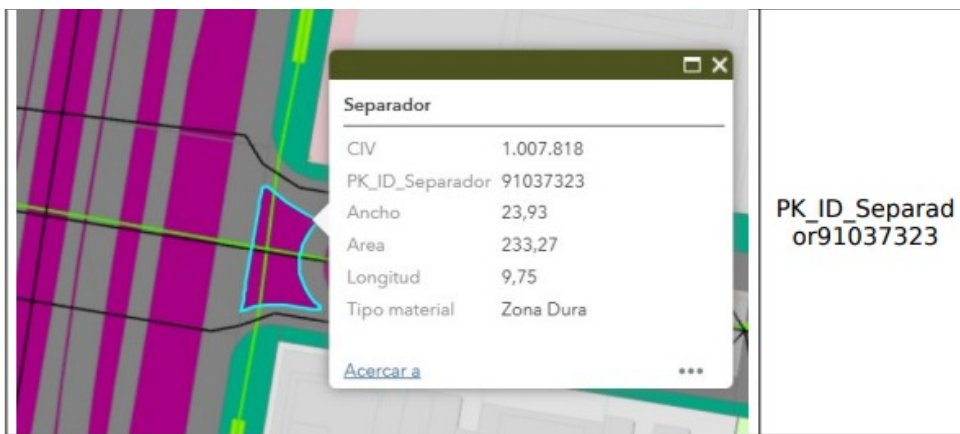 Separador
CIV 1.007.818
PK_ID_Separador 91037323
Ancho 23,93
Area 233,27
Longitud 9,75
Tipo material Zona Dura
Acercar a
PK_ID_Separad
or91037323